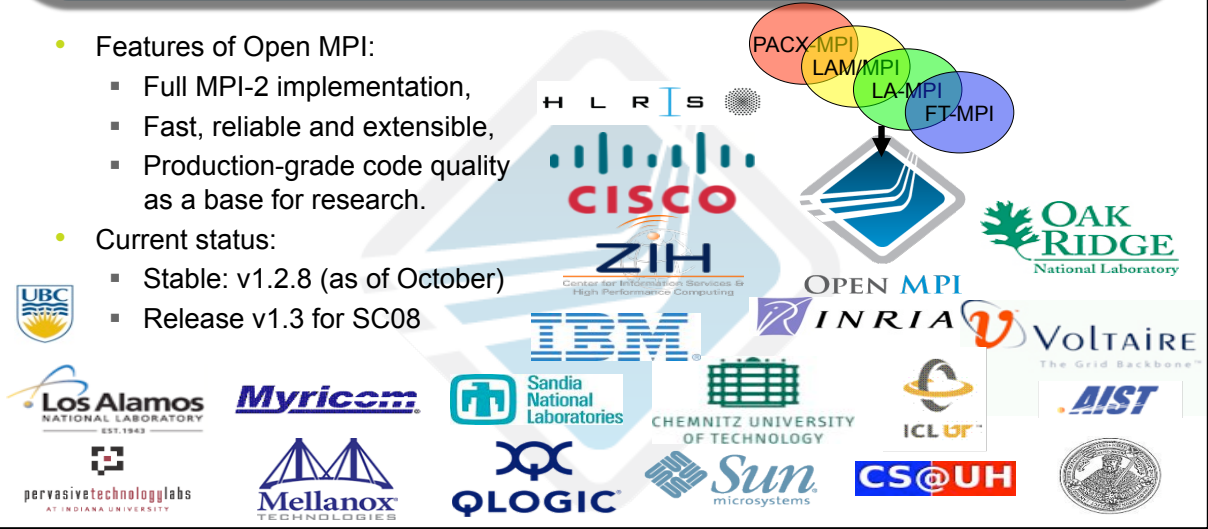 • Features of Open MPI:
▪ Full MPI-2 implementation,
▪ Fast, reliable and extensible,
▪ Production-grade code quality
as a base for research.
• Current status:
▪ Stable: v1.2.8 (as of October)
▪ Release v1.3 for SC08
PACX-MPI
LAM/MPI
LA-MPI
FT-MPI
OPEN MPI
H L R I S
CISCO
ZIH
Center for Information Services &
High Performance Computing
OAK
RIDGE
National Laboratory
UBC
IBM
INRIA
VOLTAIRE
The Grid Backbone™
Los Alamos
NATIONAL LABORATORY
EST. 1943
Myricom
Sandia
National
Laboratories
CHEMNITZ UNIVERSITY
OF TECHNOLOGY
ICL UT
AIST
pervasivetechnologylabs
AT INDIANA UNIVERSITY
Mellanox
TECHNOLOGIES
QLOGIC
Sun
microsystems
CS@UH